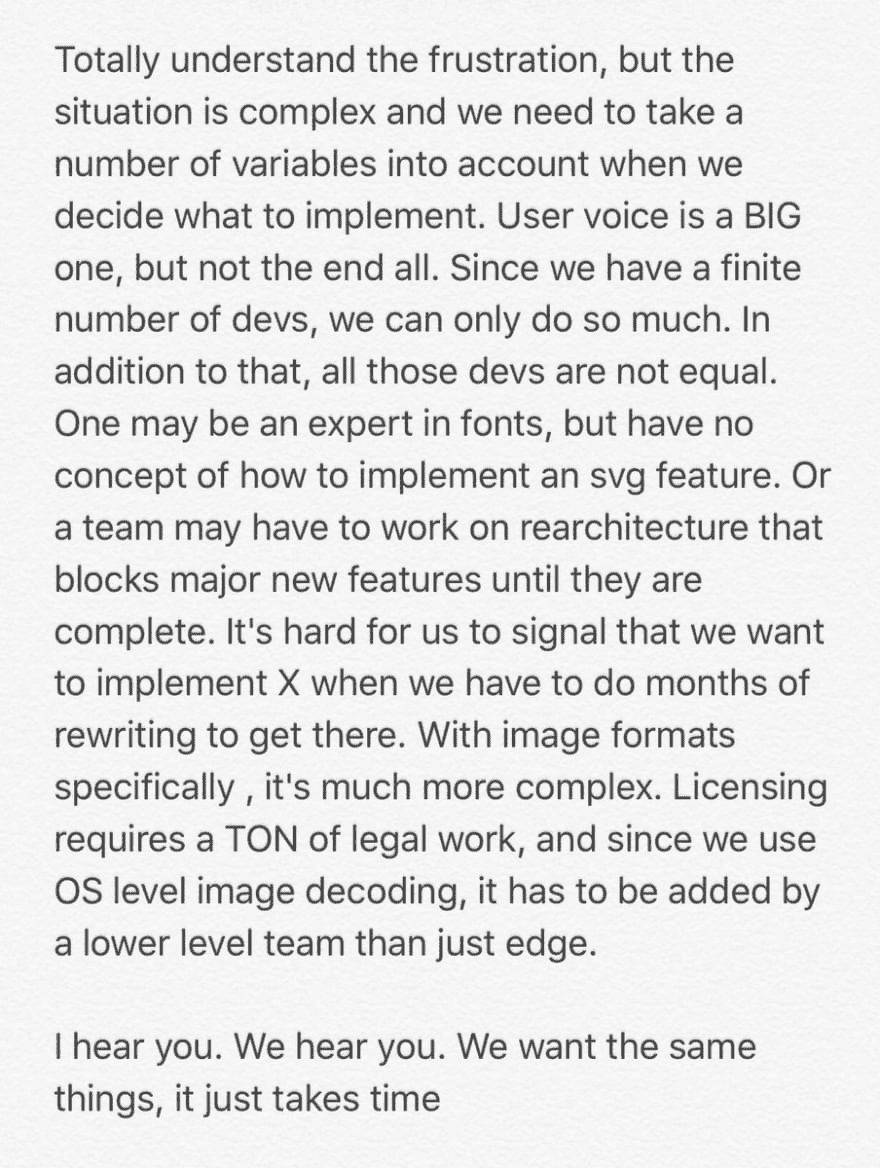 Totally understand the frustration, but the
situation is complex and we need to take a
number of variables into account when we
decide what to implement. User voice is a BIG
one, but not the end all. Since we have a finite
number of devs, we can only do so much. In
addition to that, all those devs are not equal.
One may be an expert in fonts, but have no
concept of how to implement an svg feature. Or
a team may have to work on rearchitecture that
blocks major new features until they are
complete. It's hard for us to signal that we want
to implement X when we have to do months of
rewriting to get there. With image formats
specifically , it's much more complex. Licensing
requires a TON of legal work, and since we use
OS level image decoding, it has to be added by
a lower level team than just edge.

I hear you. We hear you. We want the same
things, it just takes time